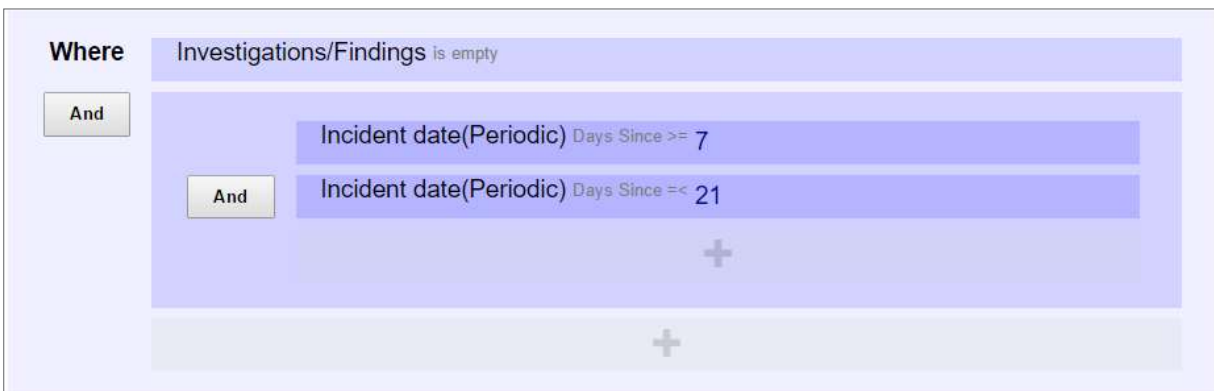 Where Investigations/Findings is empty
And
Incident date(Periodic) Days Since >= 7
And
Incident date(Periodic) Days Since =< 21